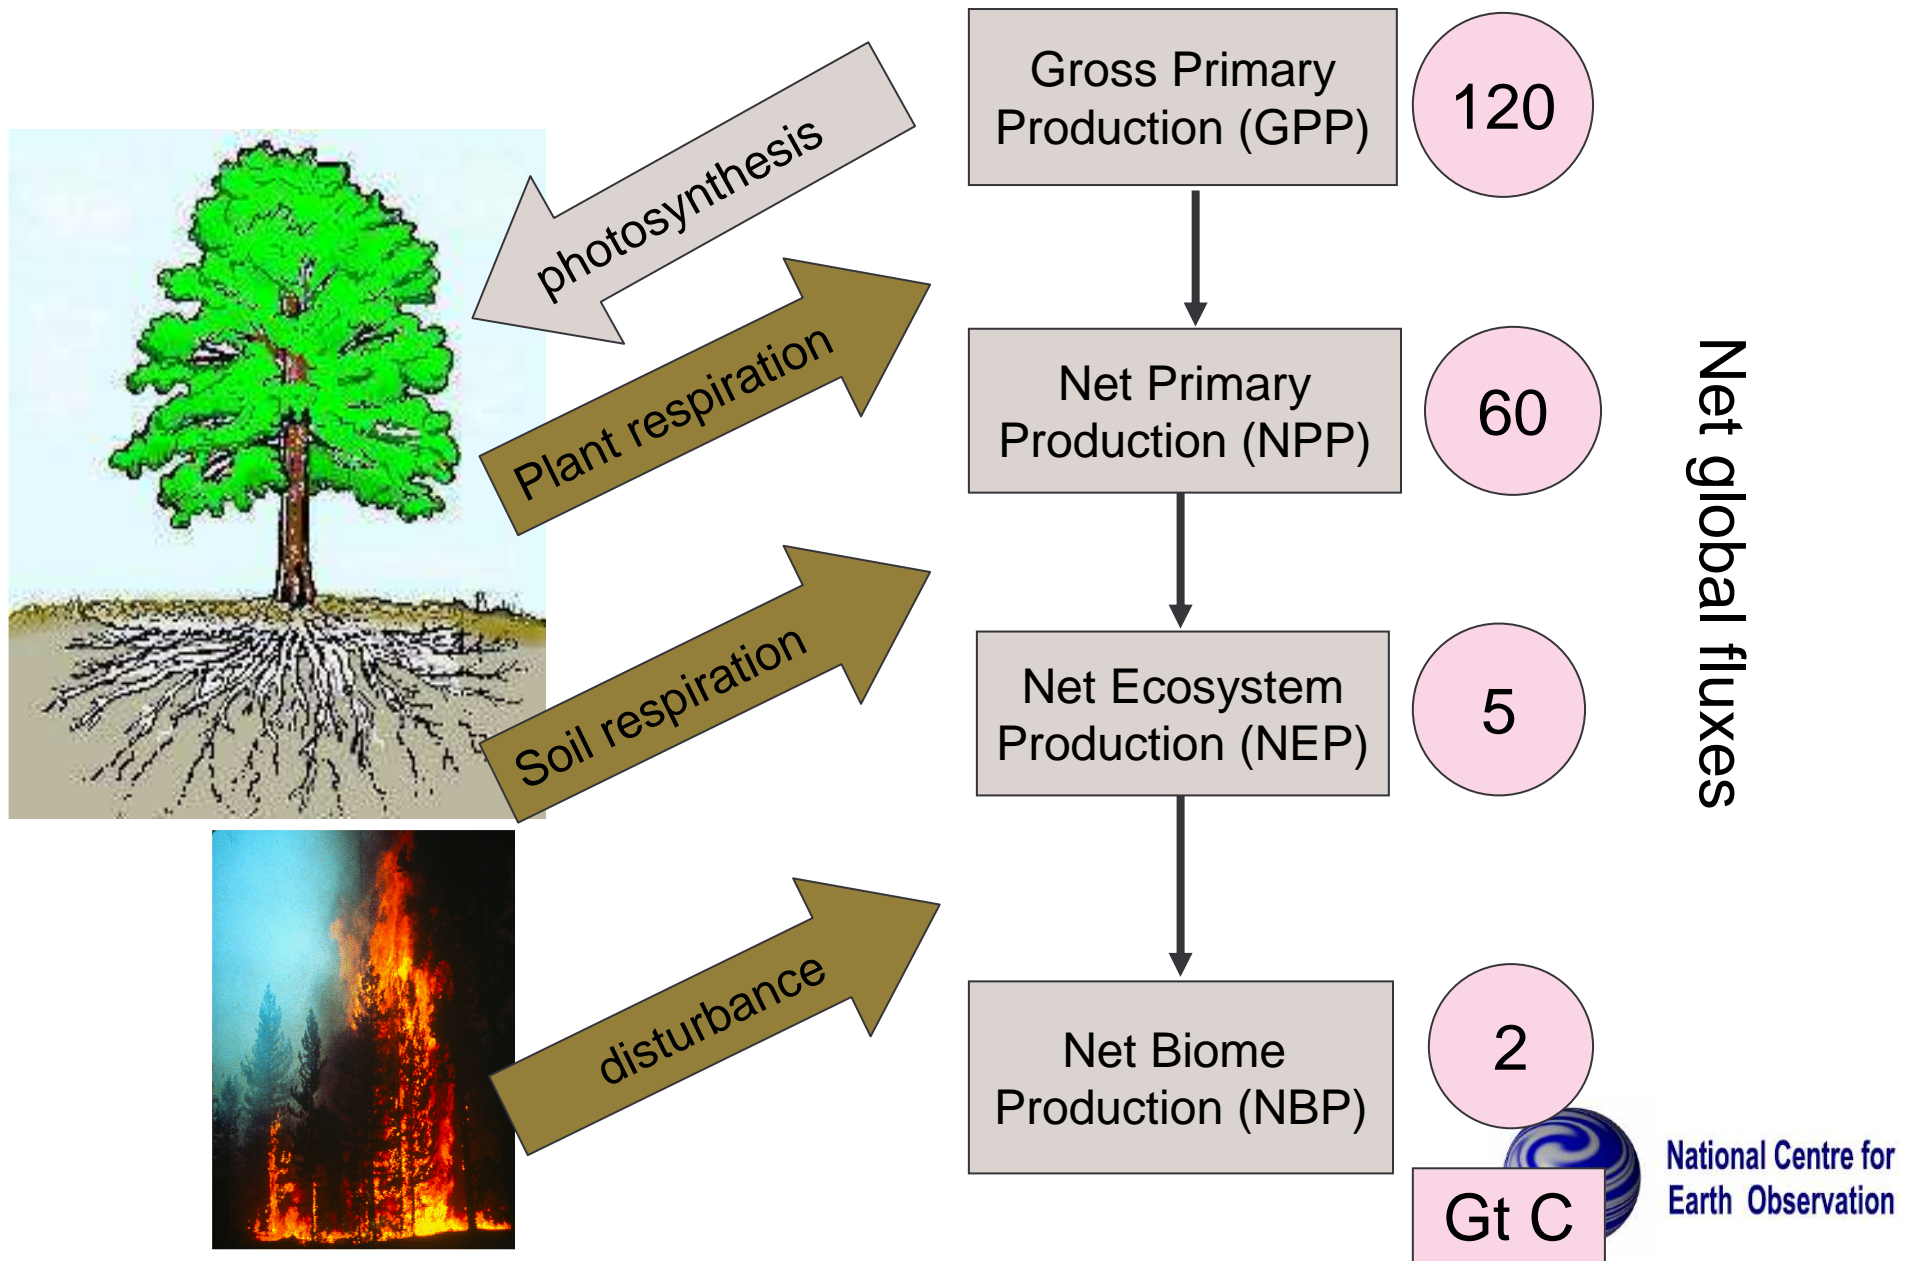 Gross Primary
Production (GPP)
120
photosynthesis
Plant respiration
Net Primary
Production (NPP)
60
Soil respiration
Net Ecosystem
Production (NEP)
5
disturbance
Net Biome
Production (NBP)
2
Gt C
Net global fluxes
National Centre for
Earth Observation